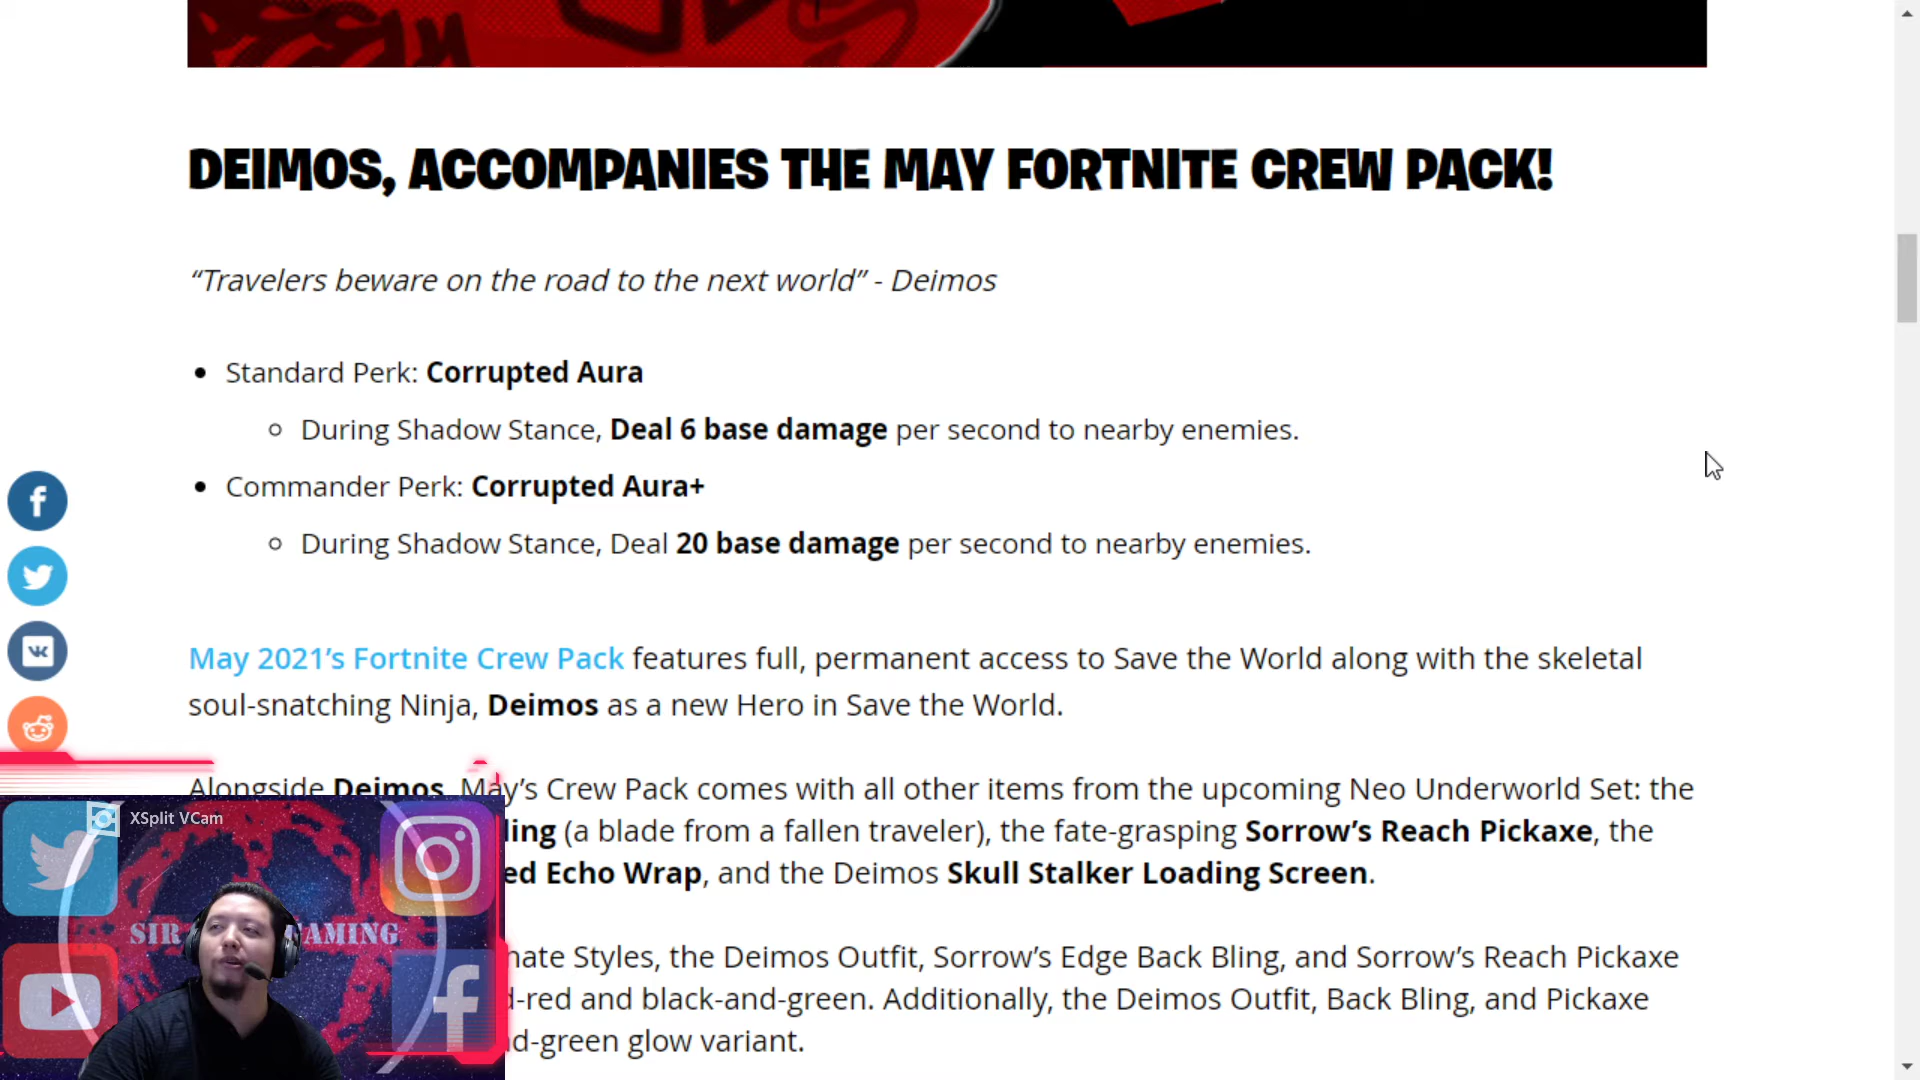 DEIMOS, ACCOMPANIES THE MAY FORTNITE CREW PACK!
“Travelers beware on the road to the next world” - Deimos
• Standard Perk: Corrupted Aura
○ During Shadow Stance, Deal 6 base damage per second to nearby enemies.
• Commander Perk: Corrupted Aura+
○ During Shadow Stance, Deal 20 base damage per second to nearby enemies.
May 2021’s Fortnite Crew Pack features full, permanent access to Save the World along with the skeletal
soul-snatching Ninja, Deimos as a new Hero in Save the World.
Alongside Deimos, May’s Crew Pack comes with all other items from the upcoming Neo Underworld Set: the
ling (a blade from a fallen traveler), the fate-grasping Sorrow’s Reach Pickaxe, the
ed Echo Wrap, and the Deimos Skull Stalker Loading Screen.
mate Styles, the Deimos Outfit, Sorrow’s Edge Back Bling, and Sorrow’s Reach Pickaxe
d-red and black-and-green. Additionally, the Deimos Outfit, Back Bling, and Pickaxe
nd-green glow variant.
XSplit VCam
SIR GAMING